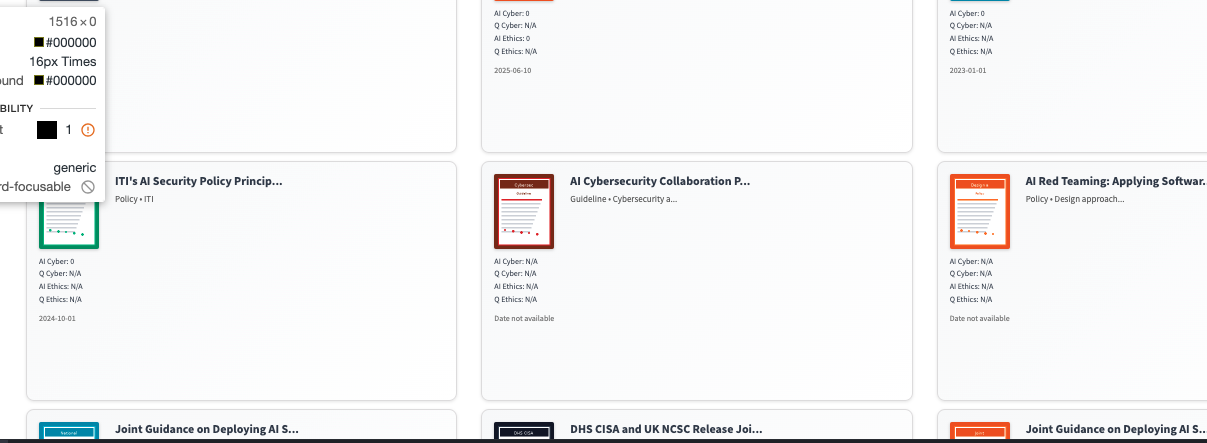 1516 × 0
#000000
16px Times
ound #000000
BILITY
t 1
generic
rd-focusable
AI Cyber: 0
Q Cyber: N/A
AI Ethics: 0
Q Ethics: N/A
2025-06-10
AI Cyber: 0
Q Cyber: N/A
AI Ethics: N/A
Q Ethics: N/A
2023-01-01
ITI's AI Security Policy Princip...
Policy • ITI
AI Cyber: 0
Q Cyber: N/A
AI Ethics: N/A
Q Ethics: N/A
2024-10-01
Cybersec
Guideline
AI Cybersecurity Collaboration P...
Guideline • Cybersecurity a...
AI Cyber: N/A
Q Cyber: N/A
AI Ethics: N/A
Q Ethics: N/A
Date not available
Design a
Policy
AI Red Teaming: Applying Softwar...
Policy • Design approach...
AI Cyber: N/A
Q Cyber: N/A
AI Ethics: N/A
Q Ethics: N/A
Date not available
National
Joint Guidance on Deploying AI S...
DHS CISA
DHS CISA and UK NCSC Release Joi...
Joint
Joint Guidance on Deploying AI S...